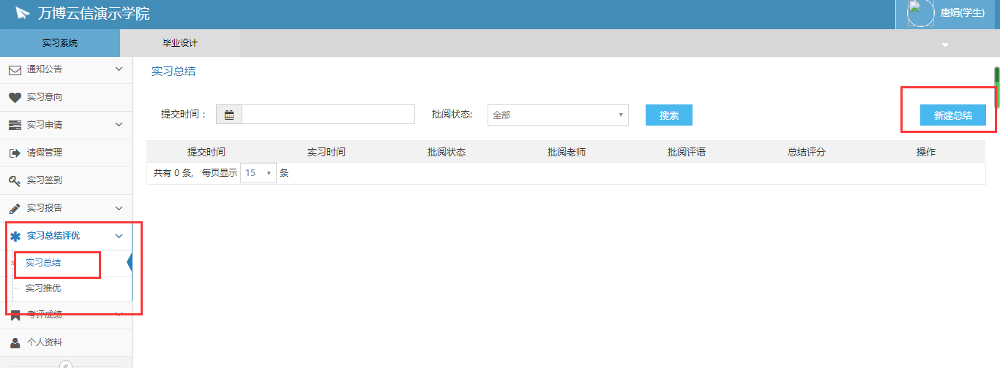 万博云信演示学院
唐娟(学生)
实习系统 毕业设计
通知公告
实习意向
实习申请
请假管理
实习签到
实习报告
实习总结评优
实习总结
实习推优
考评成绩
个人资料
实习总结
提交时间： 批阅状态: 全部 搜索 新建总结
提交时间 实习时间 批阅状态 批阅老师 批阅评语 总结评分 操作
共有 0 条, 每页显示 15 条